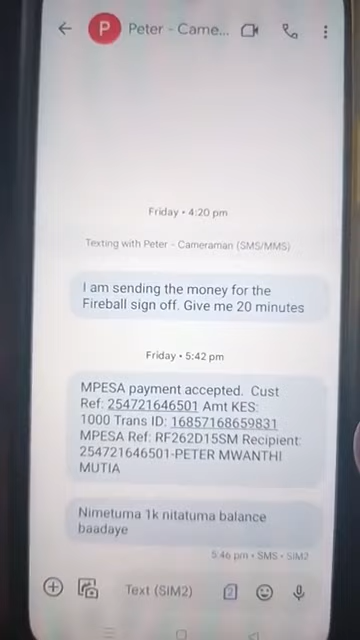 P Peter - Came...
Friday • 4:20 pm
Texting with Peter - Cameraman (SMS/MMS)
I am sending the money for the
Fireball sign off. Give me 20 minutes
Friday • 5:42 pm
MPESA payment accepted. Cust
Ref: 254721646501 Amt KES:
1000 Trans ID: 16857168659831
MPESA Ref: RF262D15SM Recipient:
254721646501-PETER MWANTHI
MUTIA
Nimetuma 1k nitatuma balance
baadaye
5:46 pm • SMS • SIM2
Text (SIM2)
2